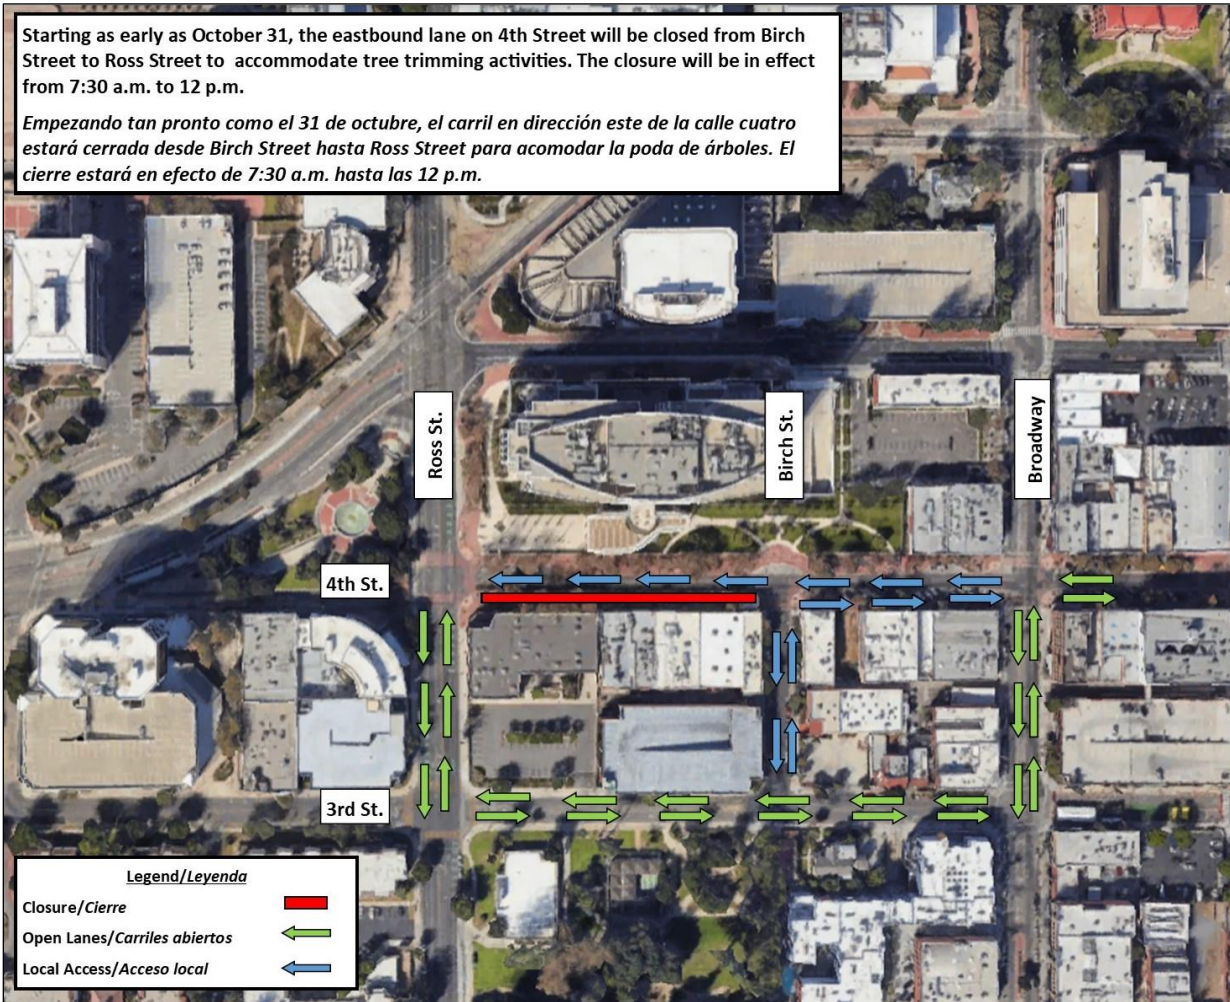 Starting as early as October 31, the eastbound lane on 4th Street will be closed from Birch
Street to Ross Street to  accommodate tree trimming activities. The closure will be in effect
from 7:30 a.m. to 12 p.m.
Empezando tan pronto como el 31 de octubre, el carril en dirección este de la calle cuatro
estará cerrada desde Birch Street hasta Ross Street para acomodar la poda de árboles. El
cierre estará en efecto de 7:30 a.m. hasta las 12 p.m.
Ross St.
Birch St.
Broadway
4th St.
3rd St.
Legend/Leyenda
Closure/Cierre
Open Lanes/Carriles abiertos
Local Access/Acceso local